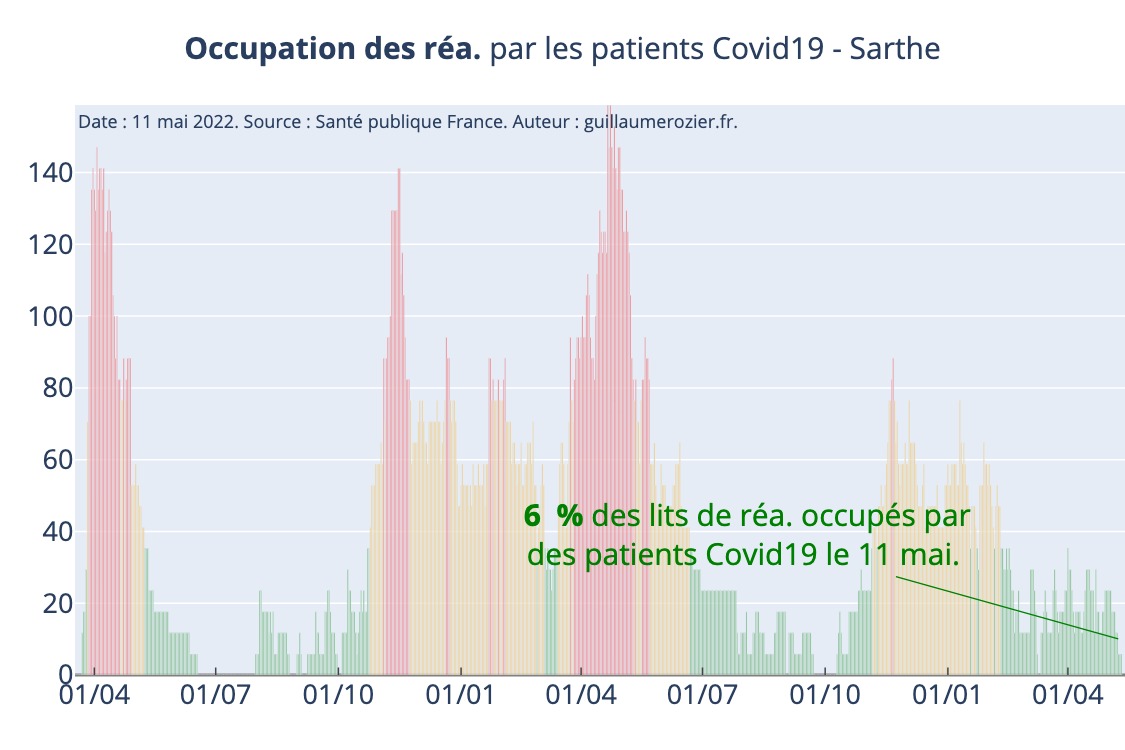 Occupation des réa. par les patients Covid19 - Sarthe
Date : 11 mai 2022. Source : Santé publique France. Auteur : guillaumerozier.fr.
140
120
100
80
60
6 % des lits de réa. occupés par
40
des patients Covid19 le 11 mai.
20
0
01/04 01/07 01/10 01/01 01/04 01/07 01/10 01/01 01/04